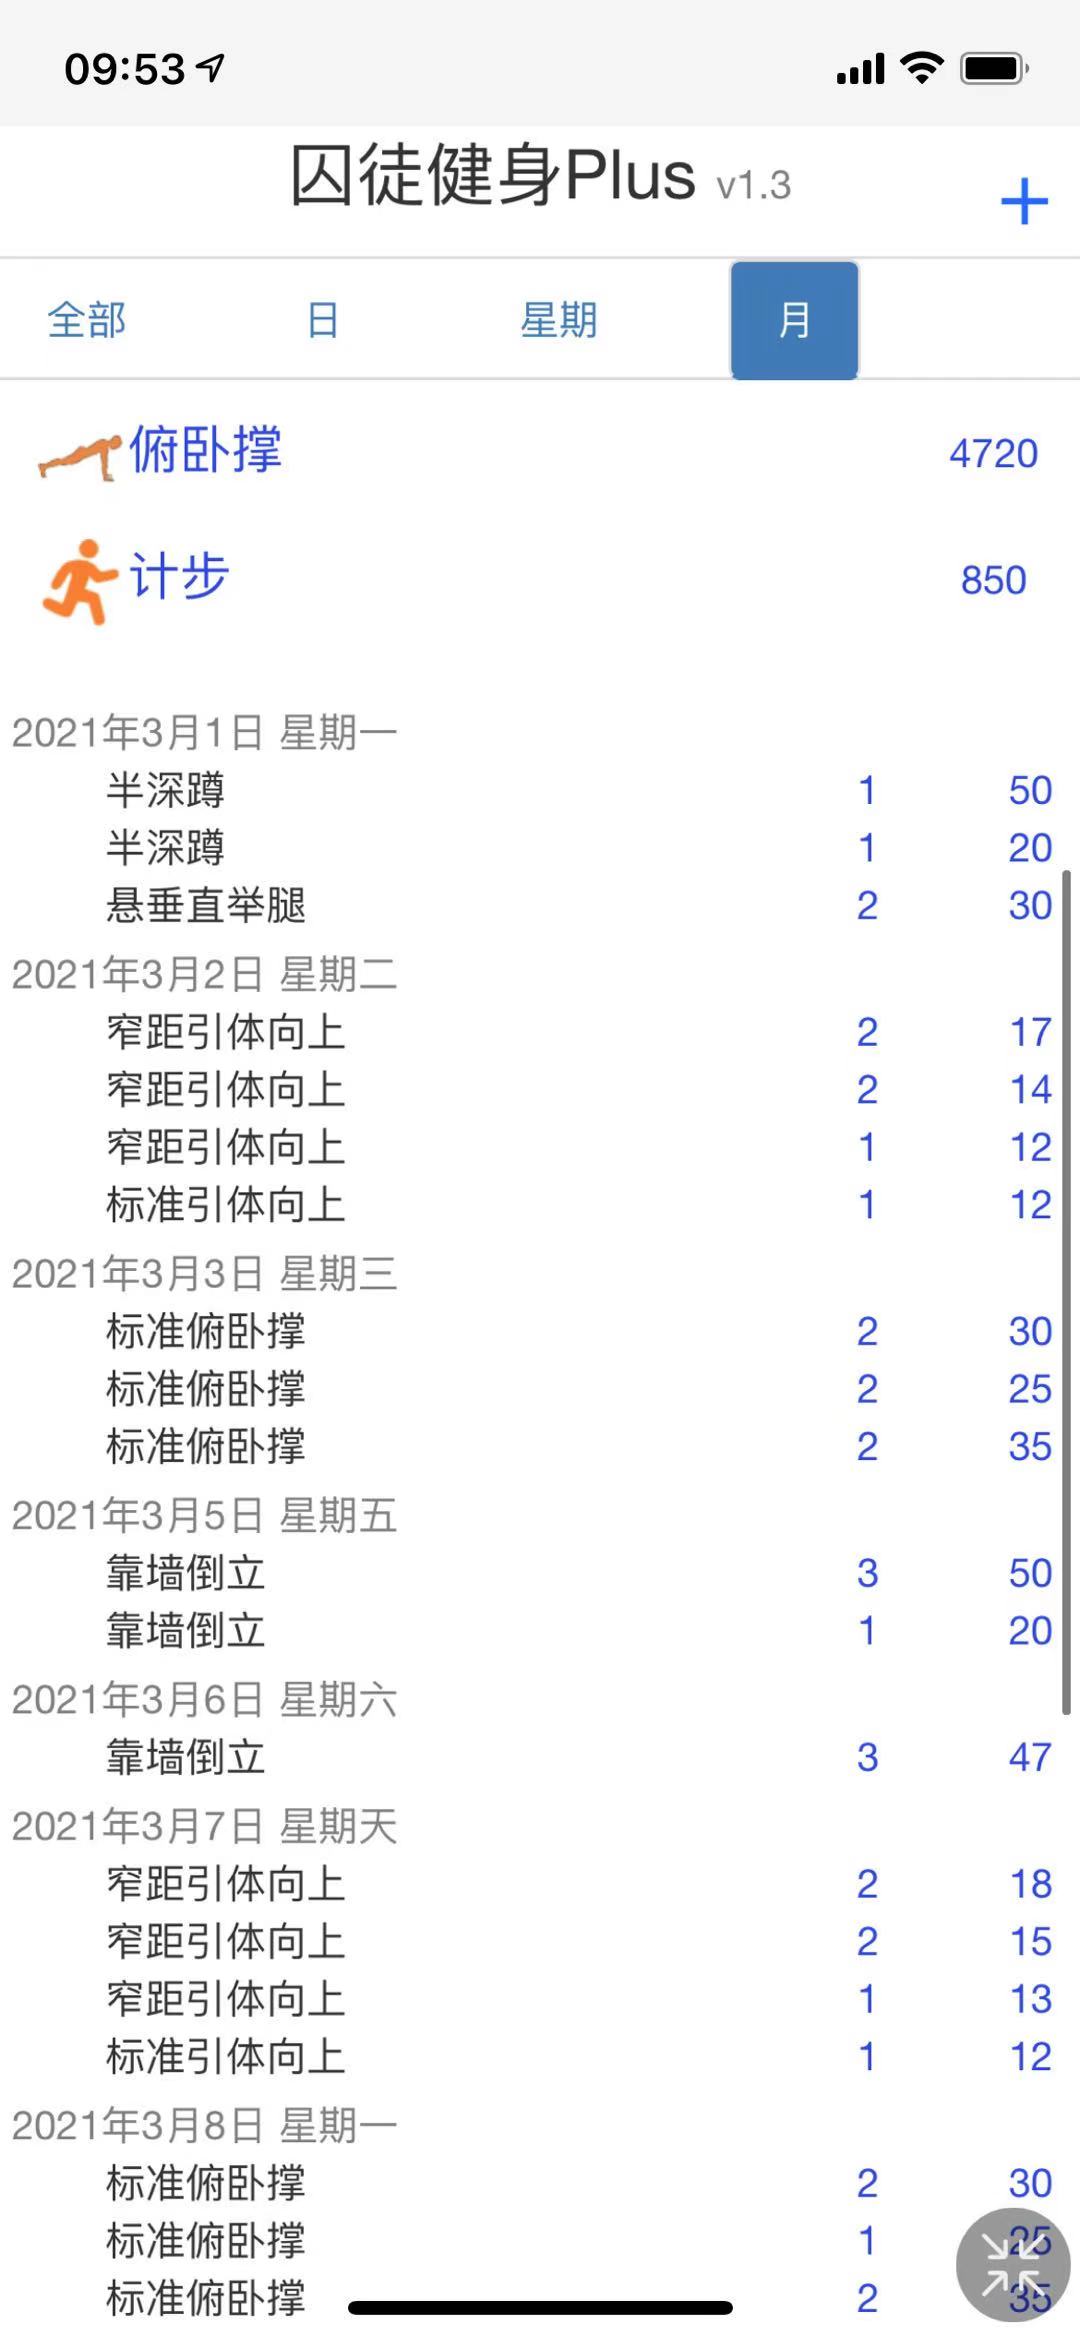 09:53
囚徒健身Plus v1.3
+
全部 日 星期 月
俯卧撑 4720
计步 850
2021年3月1日 星期一
半深蹲 1 50
半深蹲 1 20
悬垂直举腿 2 30
2021年3月2日 星期二
窄距引体向上 2 17
窄距引体向上 2 14
窄距引体向上 1 12
标准引体向上 1 12
2021年3月3日 星期三
标准俯卧撑 2 30
标准俯卧撑 2 25
标准俯卧撑 2 35
2021年3月5日 星期五
靠墙倒立 3 50
靠墙倒立 1 20
2021年3月6日 星期六
靠墙倒立 3 47
2021年3月7日 星期天
窄距引体向上 2 18
窄距引体向上 2 15
窄距引体向上 1 13
标准引体向上 1 12
2021年3月8日 星期一
标准俯卧撑 2 30
标准俯卧撑 1 25
标准俯卧撑 2 35